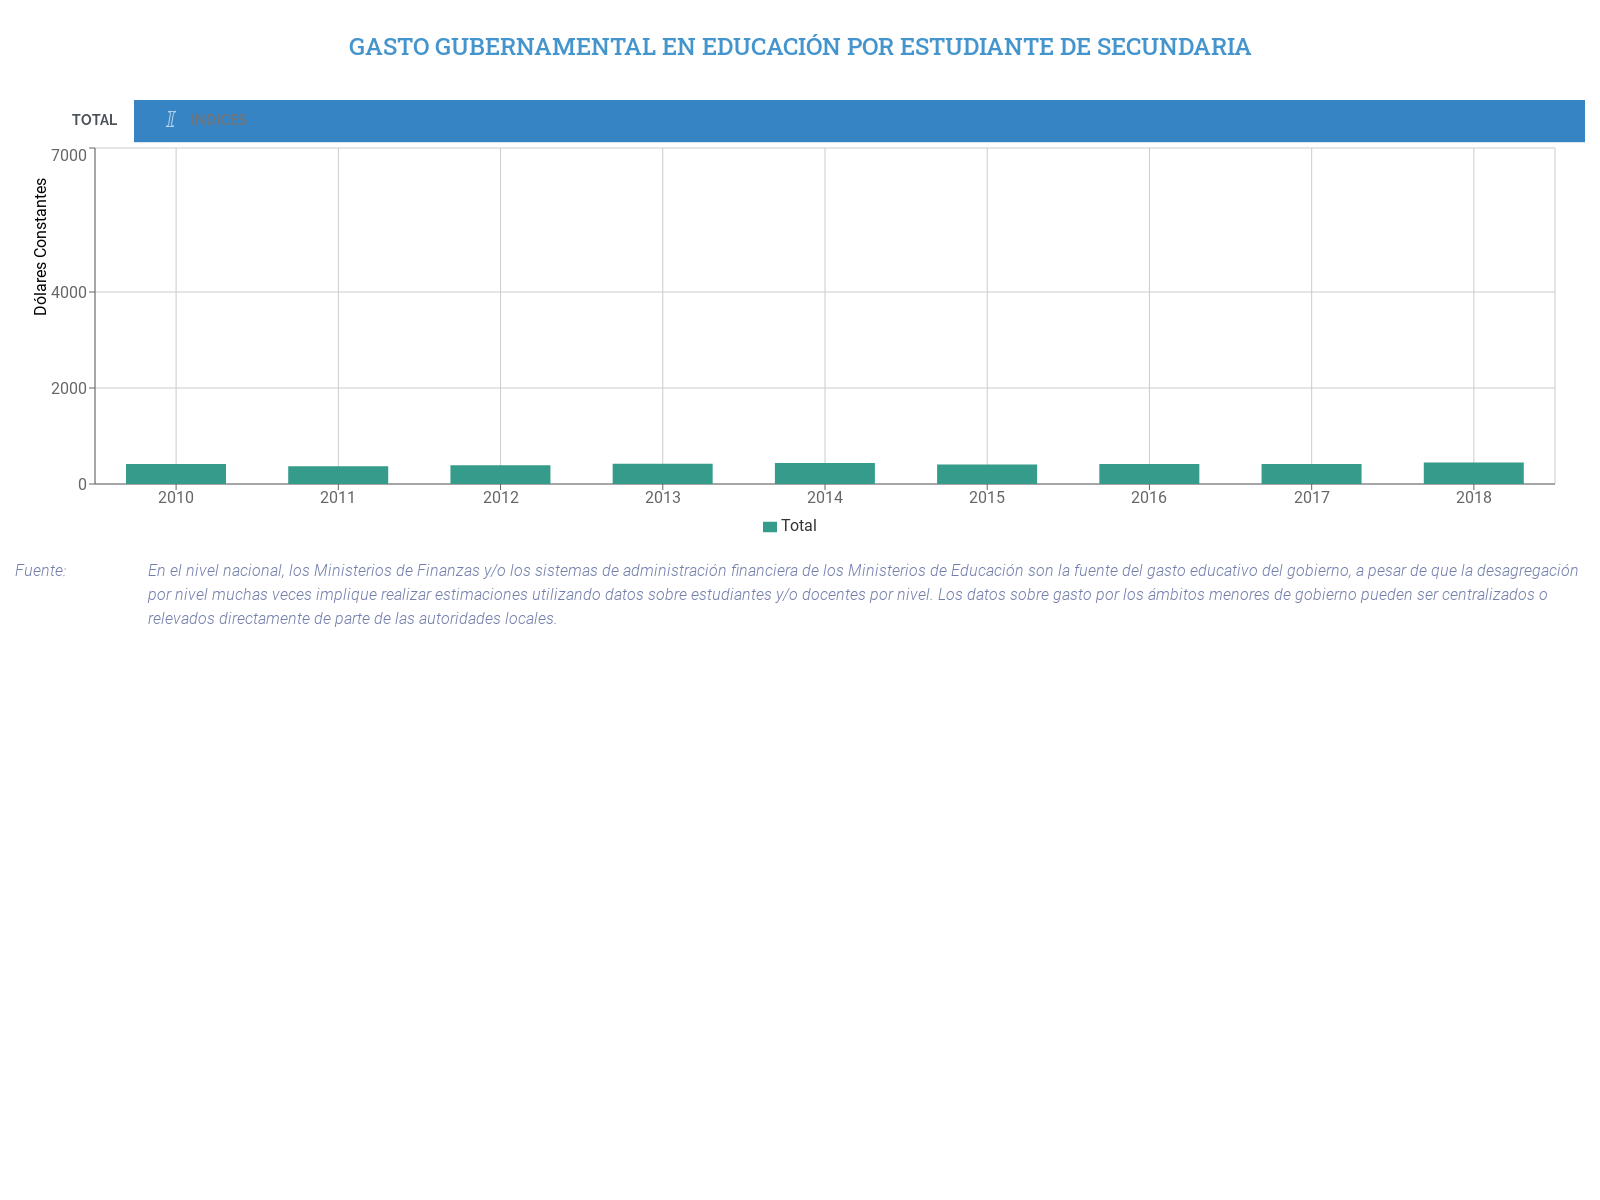 GASTO GUBERNAMENTAL EN EDUCACIÓN POR ESTUDIANTE DE SECUNDARIA
TOTAL
INDICES
7000
Dólares Constantes
4000
2000
0
2010 2011 2012 2013 2014 2015 2016 2017 2018
Total
Fuente: En el nivel nacional, los Ministerios de Finanzas y/o los sistemas de administración financiera de los Ministerios de Educación son la fuente del gasto educativo del gobierno, a pesar de que la desagregación
por nivel muchas veces implique realizar estimaciones utilizando datos sobre estudiantes y/o docentes por nivel. Los datos sobre gasto por los ámbitos menores de gobierno pueden ser centralizados o
relevados directamente de parte de las autoridades locales.